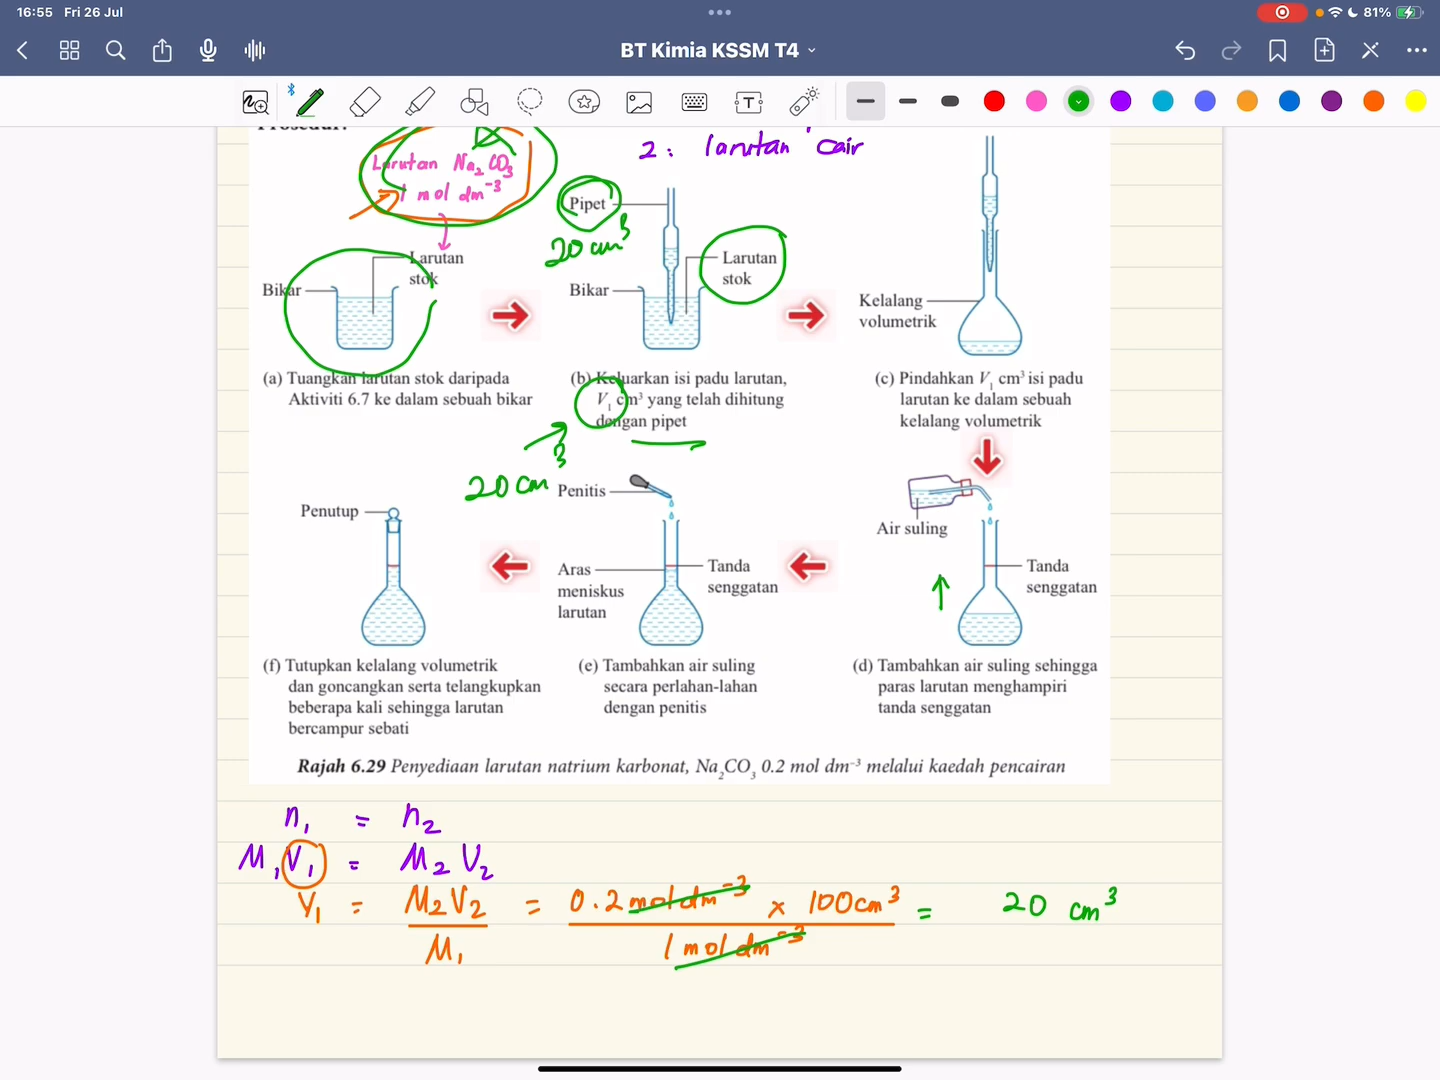 16:55 Fri 26 Jul
81%
BT Kimia KSSM T4
T
Prosedur:
2: larutan cair
Larutan Na₂CO₃
1 mol dm⁻³
Pipet
20 cm³
Larutan
stok
Bikar
Larutan
stok
Bikar
Kelalang
volumetrik
(a) Tuangkan larutan stok daripada
Aktiviti 6.7 ke dalam sebuah bikar
(b) Keluarkan isi padu larutan,
V₁ cm³ yang telah dihitung
dengan pipet
(c) Pindahkan V₁ cm³ isi padu
larutan ke dalam sebuah
kelalang volumetrik
20 cm³
Penutup
Penitis
Aras
meniskus
larutan
Tanda
senggatan
Air suling
Tanda
senggatan
(f) Tutupkan kelalang volumetrik
dan goncangkan serta telangkupkan
beberapa kali sehingga larutan
bercampur sebati
(e) Tambahkan air suling
secara perlahan-lahan
dengan penitis
(d) Tambahkan air suling sehingga
paras larutan menghampiri
tanda senggatan
Rajah 6.29 Penyediaan larutan natrium karbonat, Na₂CO₃ 0.2 mol dm⁻³ melalui kaedah pencairan
n₁ = n₂
M₁V₁ = M₂V₂
V₁ = M₂V₂ = 0.2 mol dm⁻³ × 100cm³ = 20 cm³
M₁ 1 mol dm⁻³